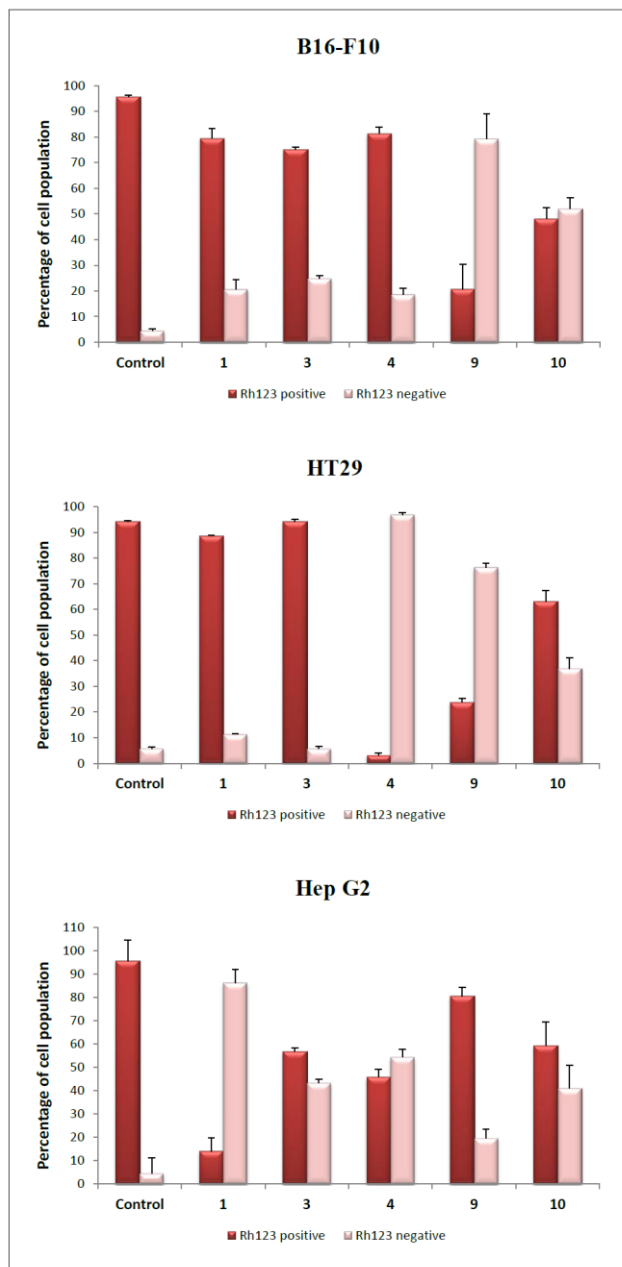 B16-F10
100
90
80
70
60
50
40
30
20
10
0
Percentage of cell population
Control 1 3 4 9 10
Rh123 positive Rh123 negative
HT29
100
90
80
70
60
50
40
30
20
10
0
Percentage of cell population
Control 1 3 4 9 10
Rh123 positive Rh123 negative
Hep G2
110
100
90
80
70
60
50
40
30
20
10
0
Percentage of cell population
Control 1 3 4 9 10
Rh123 positive Rh123 negative